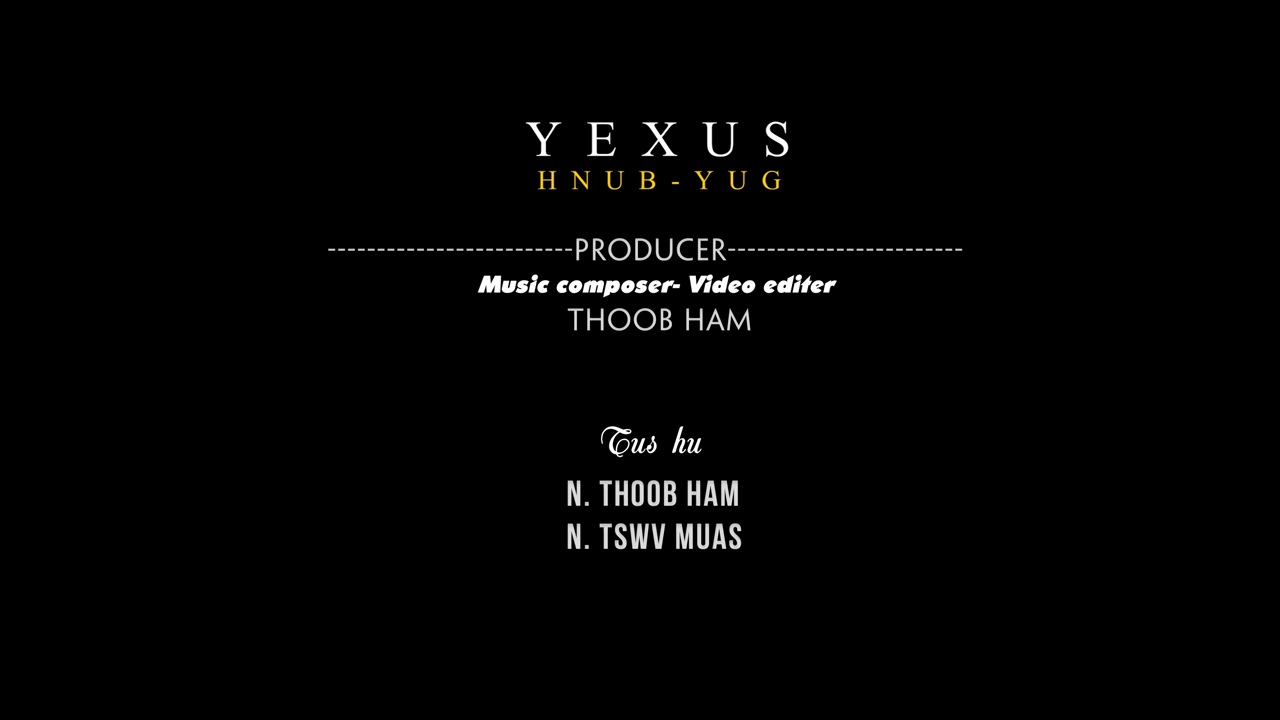 YEXUS
HNUB-YUG
-------------------------PRODUCER------------------------
Music composer- Video editer
THOOB HAM
Tus hu
N. THOOB HAM
N. TSWV MUAS